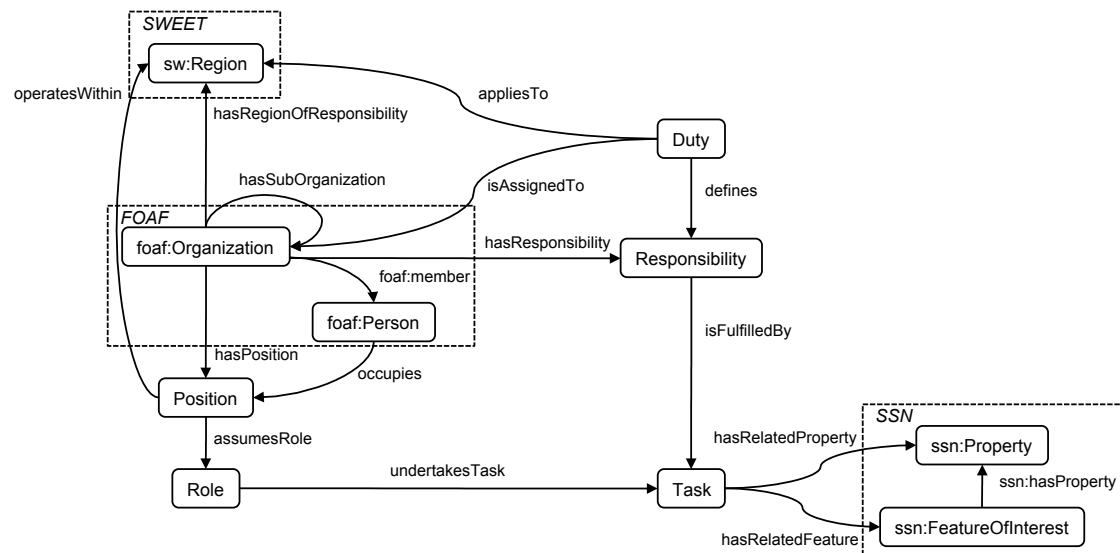 SWEET
sw:Region
operatesWithin
appliesTo
hasRegionOfResponsibility
Duty
hasSubOrganization
isAssignedTo
defines
FOAF
foaf:Organization
hasResponsibility
Responsibility
foaf:member
foaf:Person
isFulfilledBy
hasPosition
occupies
Position
SSN
assumesRole
hasRelatedProperty
ssn:Property
undertakesTask
ssn:hasProperty
Role
Task
ssn:FeatureOfInterest
hasRelatedFeature